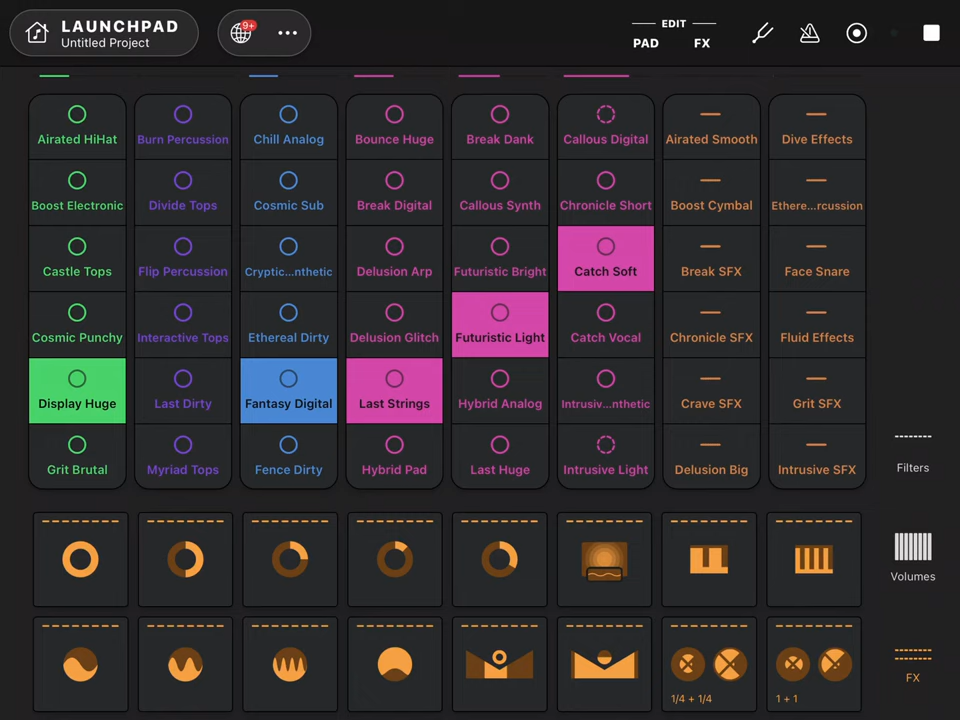 LAUNCHPAD
Untitled Project
9+
EDIT
PAD FX
Airated HiHat Burn Percussion Chill Analog Bounce Huge Break Dank Callous Digital Airated Smooth Dive Effects
Boost Electronic Divide Tops Cosmic Sub Break Digital Callous Synth Chronicle Short Boost Cymbal Ethere...rcussion
Castle Tops Flip Percussion Cryptic...nthetic Delusion Arp Futuristic Bright Catch Soft Break SFX Face Snare
Cosmic Punchy Interactive Tops Ethereal Dirty Delusion Glitch Futuristic Light Catch Vocal Chronicle SFX Fluid Effects
Display Huge Last Dirty Fantasy Digital Last Strings Hybrid Analog Intrusiv...nthetic Crave SFX Grit SFX
Grit Brutal Myriad Tops Fence Dirty Hybrid Pad Last Huge Intrusive Light Delusion Big Intrusive SFX
Filters
Volumes
FX
1/4 + 1/4 1 + 1